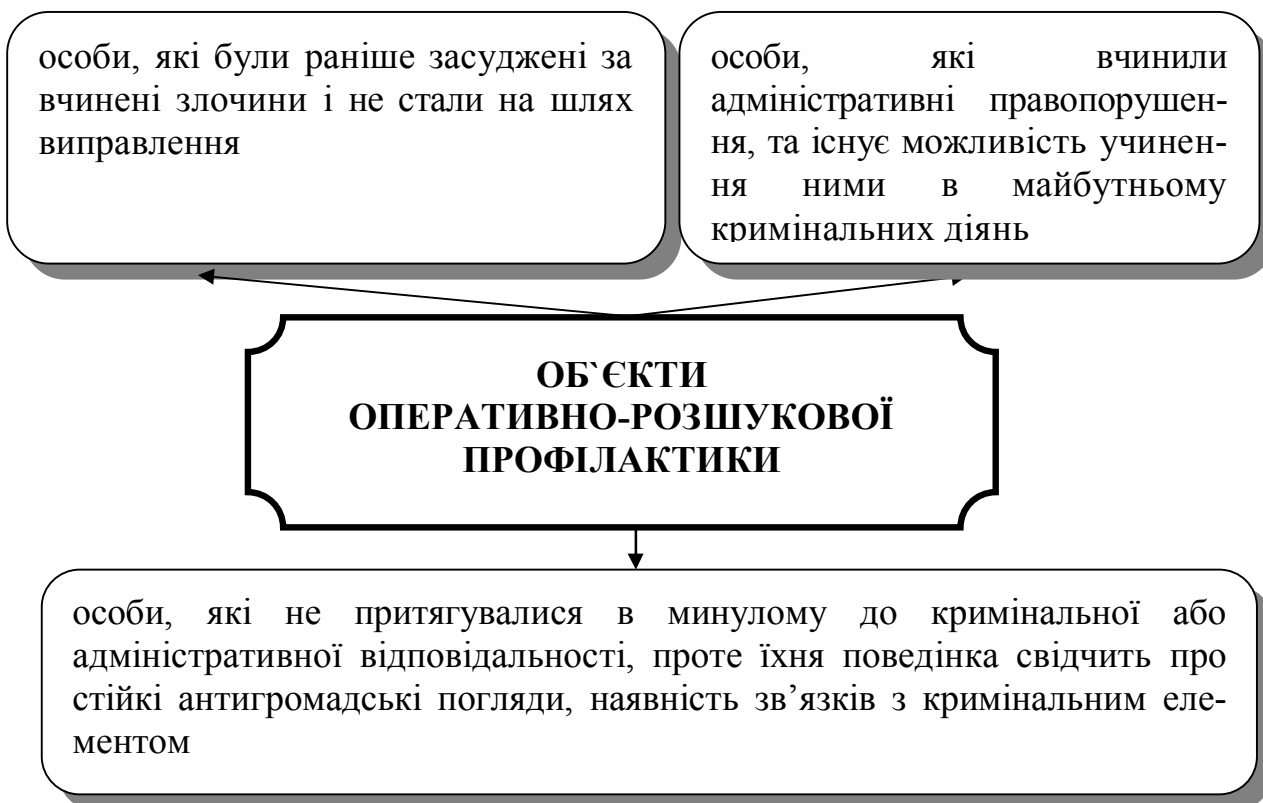 особи, які були раніше засуджені за
вчинені злочини і не стали на шлях
виправлення
особи, які вчинили
адміністративні правопорушен-
ня, та існує можливість учинен-
ня ними в майбутньому
кримінальних діянь
ОБ`ЄКТИ
ОПЕРАТИВНО-РОЗШУКОВОЇ
ПРОФІЛАКТИКИ
особи, які не притягувалися в минулому до кримінальної або
адміністративної відповідальності, проте їхня поведінка свідчить про
стійкі антигромадські погляди, наявність зв’язків з кримінальним еле-
ментом